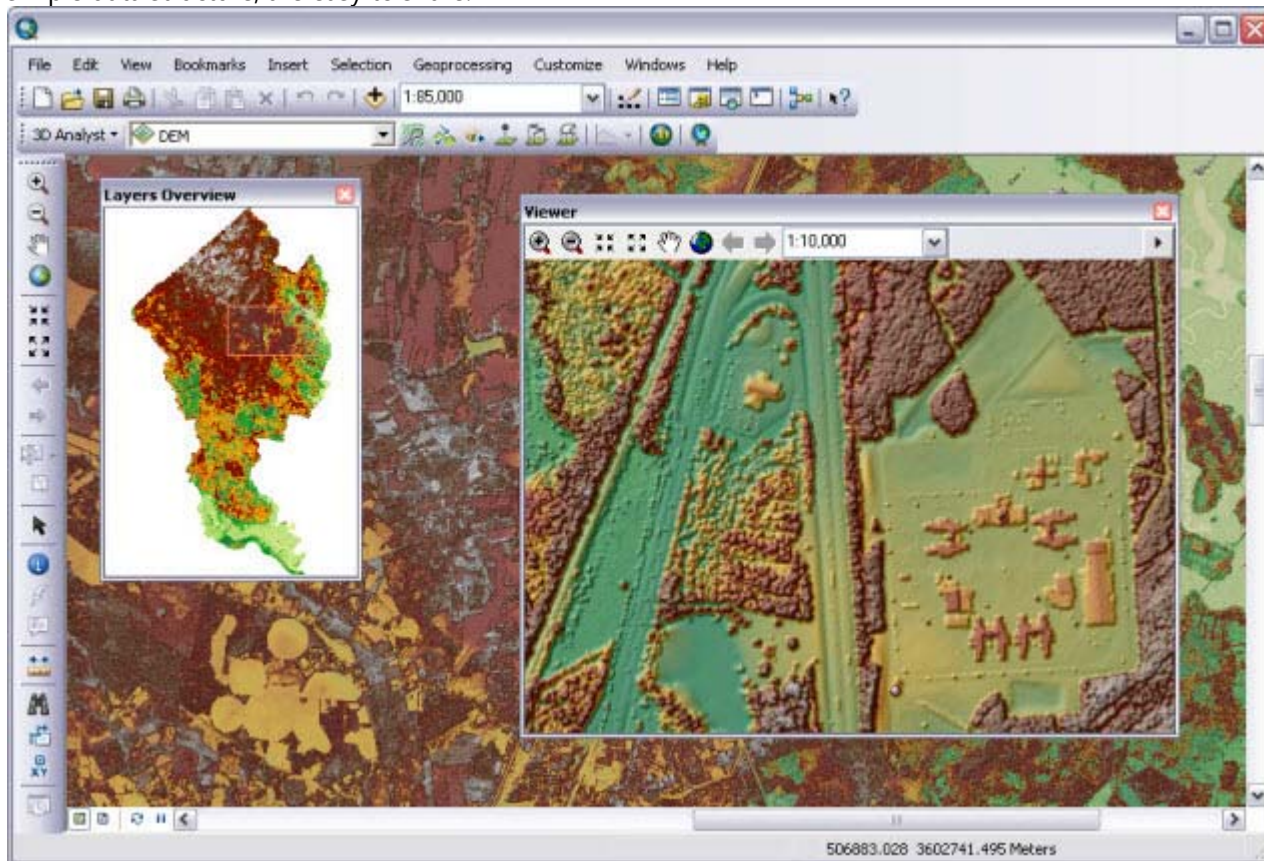 File Edit View Bookmarks Insert Selection Geoprocessing Customize Windows Help
1:85,000
3D Analyst DEM
Layers Overview
Viewer
1:10,000
XY
506883.028 3602741.495 Meters